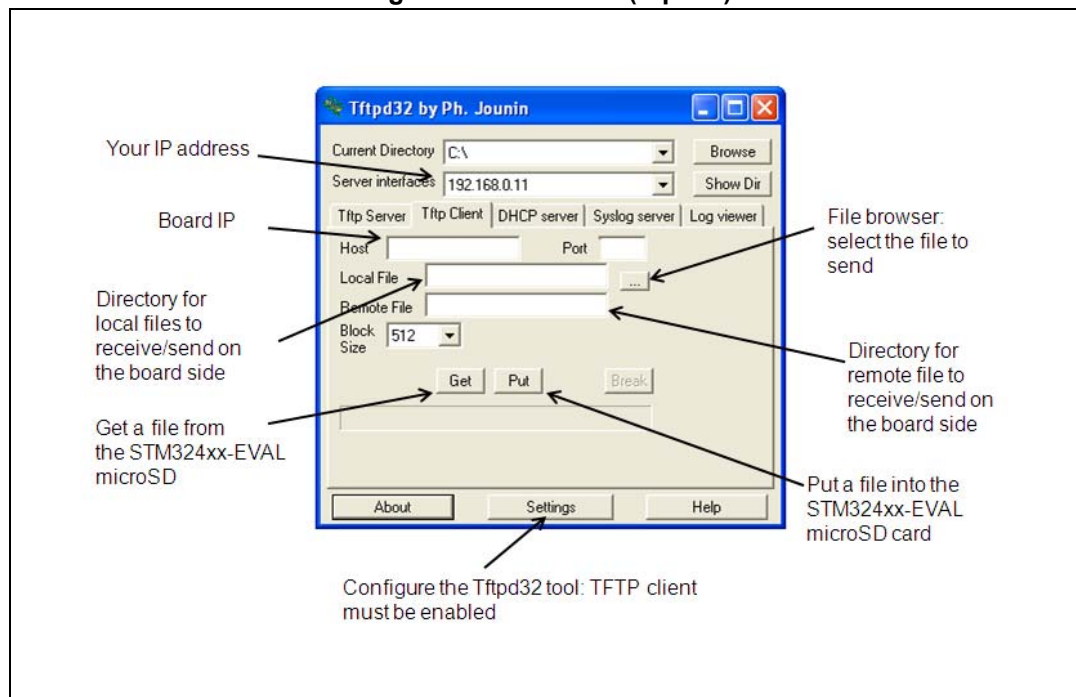 Tftpd32 by Ph. Jounin
Your IP address
Current Directory C:\ Browse
Server interfaces 192.168.0.11 Show Dir
Tftp Server Tftp Client DHCP server Syslog server Log viewer
Board IP
Host Port
File browser:
select the file to
send
Local File ...
Directory for
local files to
receive/send on
the board side
Remote File
Block
Size 512
Directory for
remote file to
receive/send on
the board side
Get Put Break
Get a file from
the STM324xx-EVAL
microSD
Put a file into the
STM324xx-EVAL
microSD card
About Settings Help
Configure the Tftpd32 tool: TFTP client
must be enabled